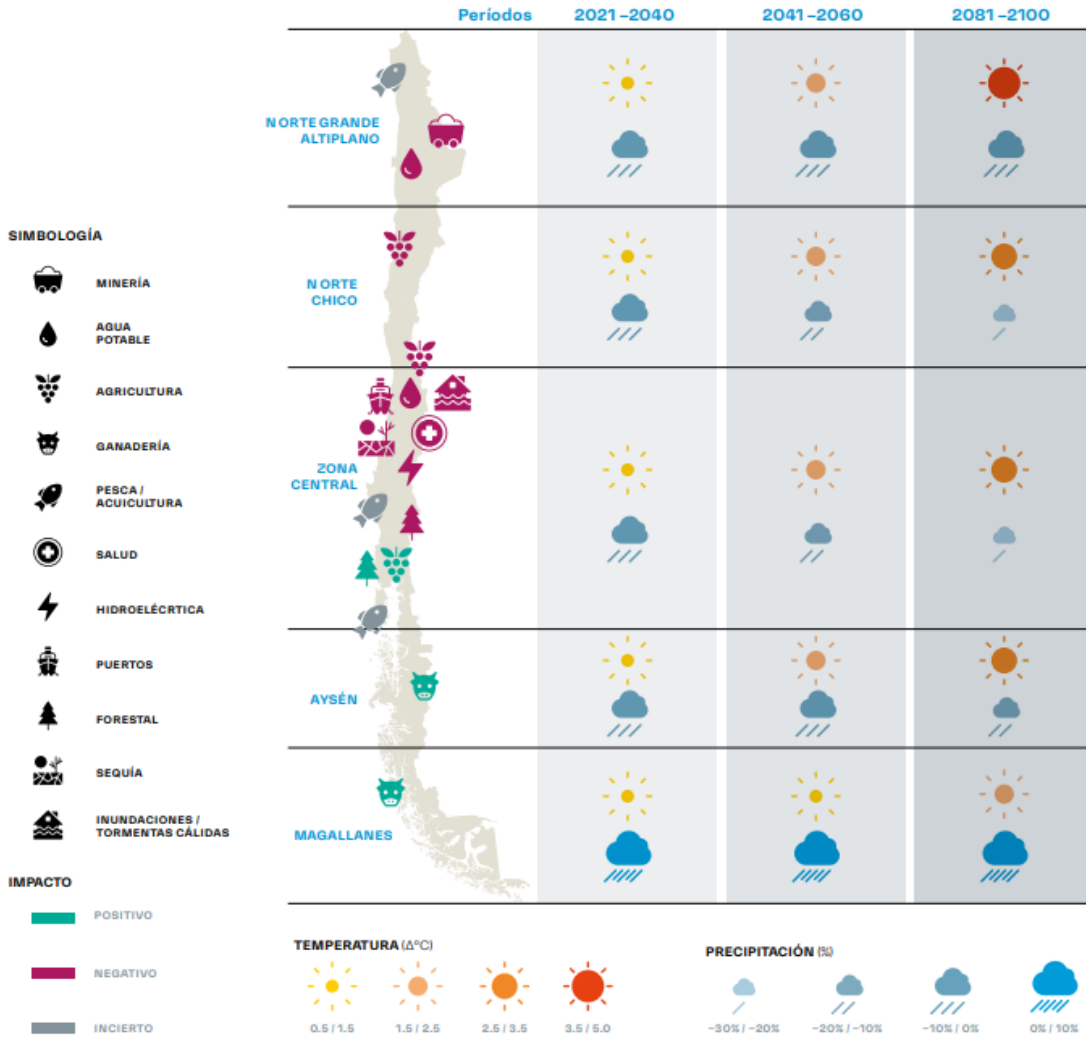 Períodos 2021–2040 2041–2060 2081–2100
NORTE GRANDE
ALTIPLANO
NORTE
CHICO
ZONA
CENTRAL
AYSÉN
MAGALLANES
SIMBOLOGÍA
MINERÍA
AGUA
POTABLE
AGRICULTURA
GANADERÍA
PESCA /
ACUICULTURA
SALUD
HIDROELÉCRTICA
PUERTOS
FORESTAL
SEQUÍA
INUNDACIONES /
TORMENTAS CÁLIDAS
IMPACTO
POSITIVO
NEGATIVO
INCIERTO
TEMPERATURA (Δ°C)
0.5 / 1.5 1.5 / 2.5 2.5 / 3.5 3.5 / 5.0
PRECIPITACIÓN (%)
–30% / –20% –20% / –10% –10% / 0% 0% / 10%